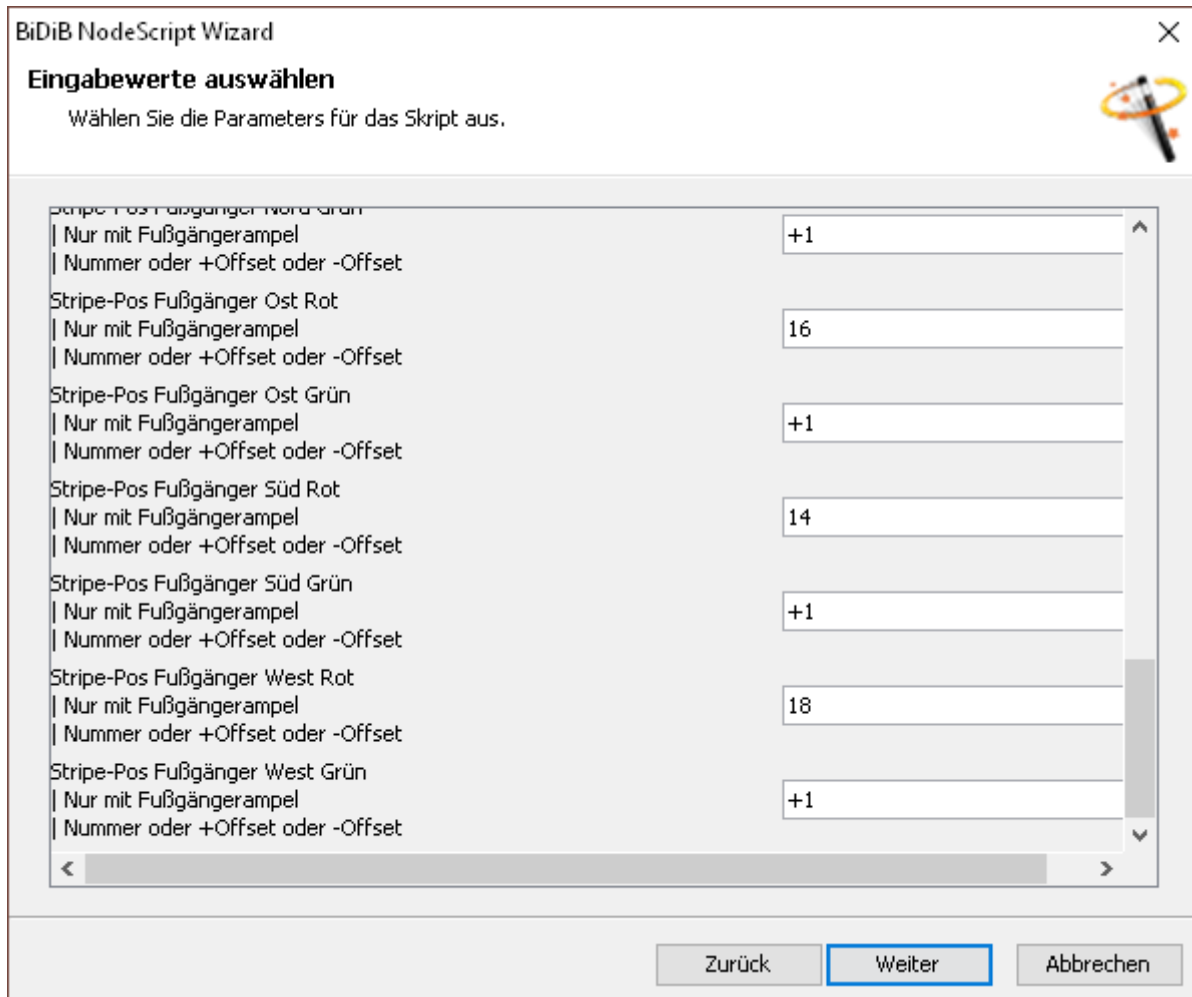 BiDiB NodeScript Wizard
Eingabewerte auswählen
Wählen Sie die Parameters für das Skript aus.
Stripe-Pos Fußgänger Nord Grün
| Nur mit Fußgängerampel
+1
| Nummer oder +Offset oder -Offset
Stripe-Pos Fußgänger Ost Rot
| Nur mit Fußgängerampel
16
| Nummer oder +Offset oder -Offset
Stripe-Pos Fußgänger Ost Grün
| Nur mit Fußgängerampel
+1
| Nummer oder +Offset oder -Offset
Stripe-Pos Fußgänger Süd Rot
| Nur mit Fußgängerampel
14
| Nummer oder +Offset oder -Offset
Stripe-Pos Fußgänger Süd Grün
| Nur mit Fußgängerampel
+1
| Nummer oder +Offset oder -Offset
Stripe-Pos Fußgänger West Rot
| Nur mit Fußgängerampel
18
| Nummer oder +Offset oder -Offset
Stripe-Pos Fußgänger West Grün
| Nur mit Fußgängerampel
+1
| Nummer oder +Offset oder -Offset
Zurück
Weiter
Abbrechen